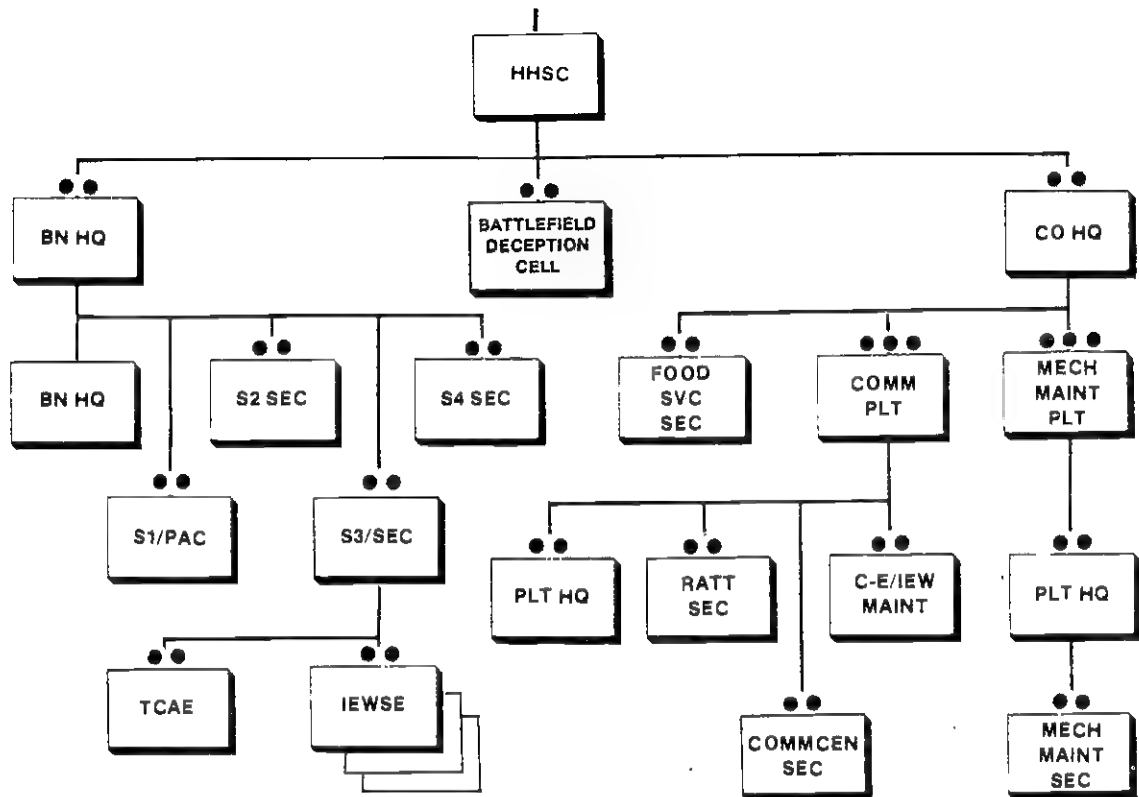 HHSC
BN HQ
BATTLEFIELD
DECEPTION
CELL
CO HQ
BN HQ
S2 SEC
S4 SEC
FOOD
SVC
SEC
COMM
PLT
MECH
MAINT
PLT
S1/PAC
S3/SEC
PLT HQ
RATT
SEC
C-E/IEW
MAINT
PLT HQ
TCAE
IEWSE
COMMCEN
SEC
MECH
MAINT
SEC